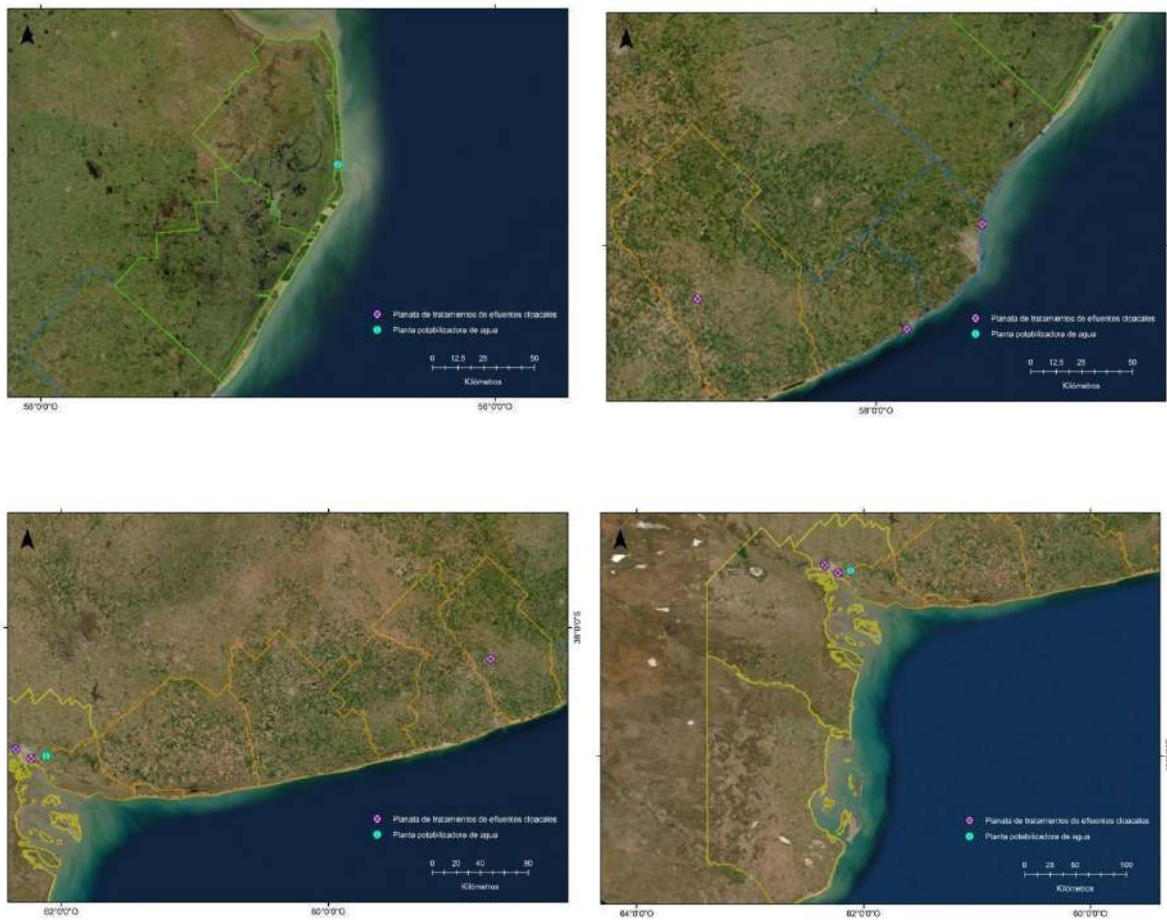 Planata de tratamientos de efluentes cloacales
Planta potabilizadora de agua
0 12,5 25 50
Kilómetros
58°0'0"O 56°0'0"O
Planata de tratamientos de efluentes cloacales
Planta potabilizadora de agua
0 12,5 25 50
Kilómetros
58°0'0"O
38°0'0"S
Planata de tratamientos de efluentes cloacales
Planta potabilizadora de agua
0 20 40 80
Kilómetros
62°0'0"O 60°0'0"O
Planata de tratamientos de efluentes cloacales
Planta potabilizadora de agua
0 25 50 100
Kilómetros
64°0'0"O 62°0'0"O 60°0'0"O